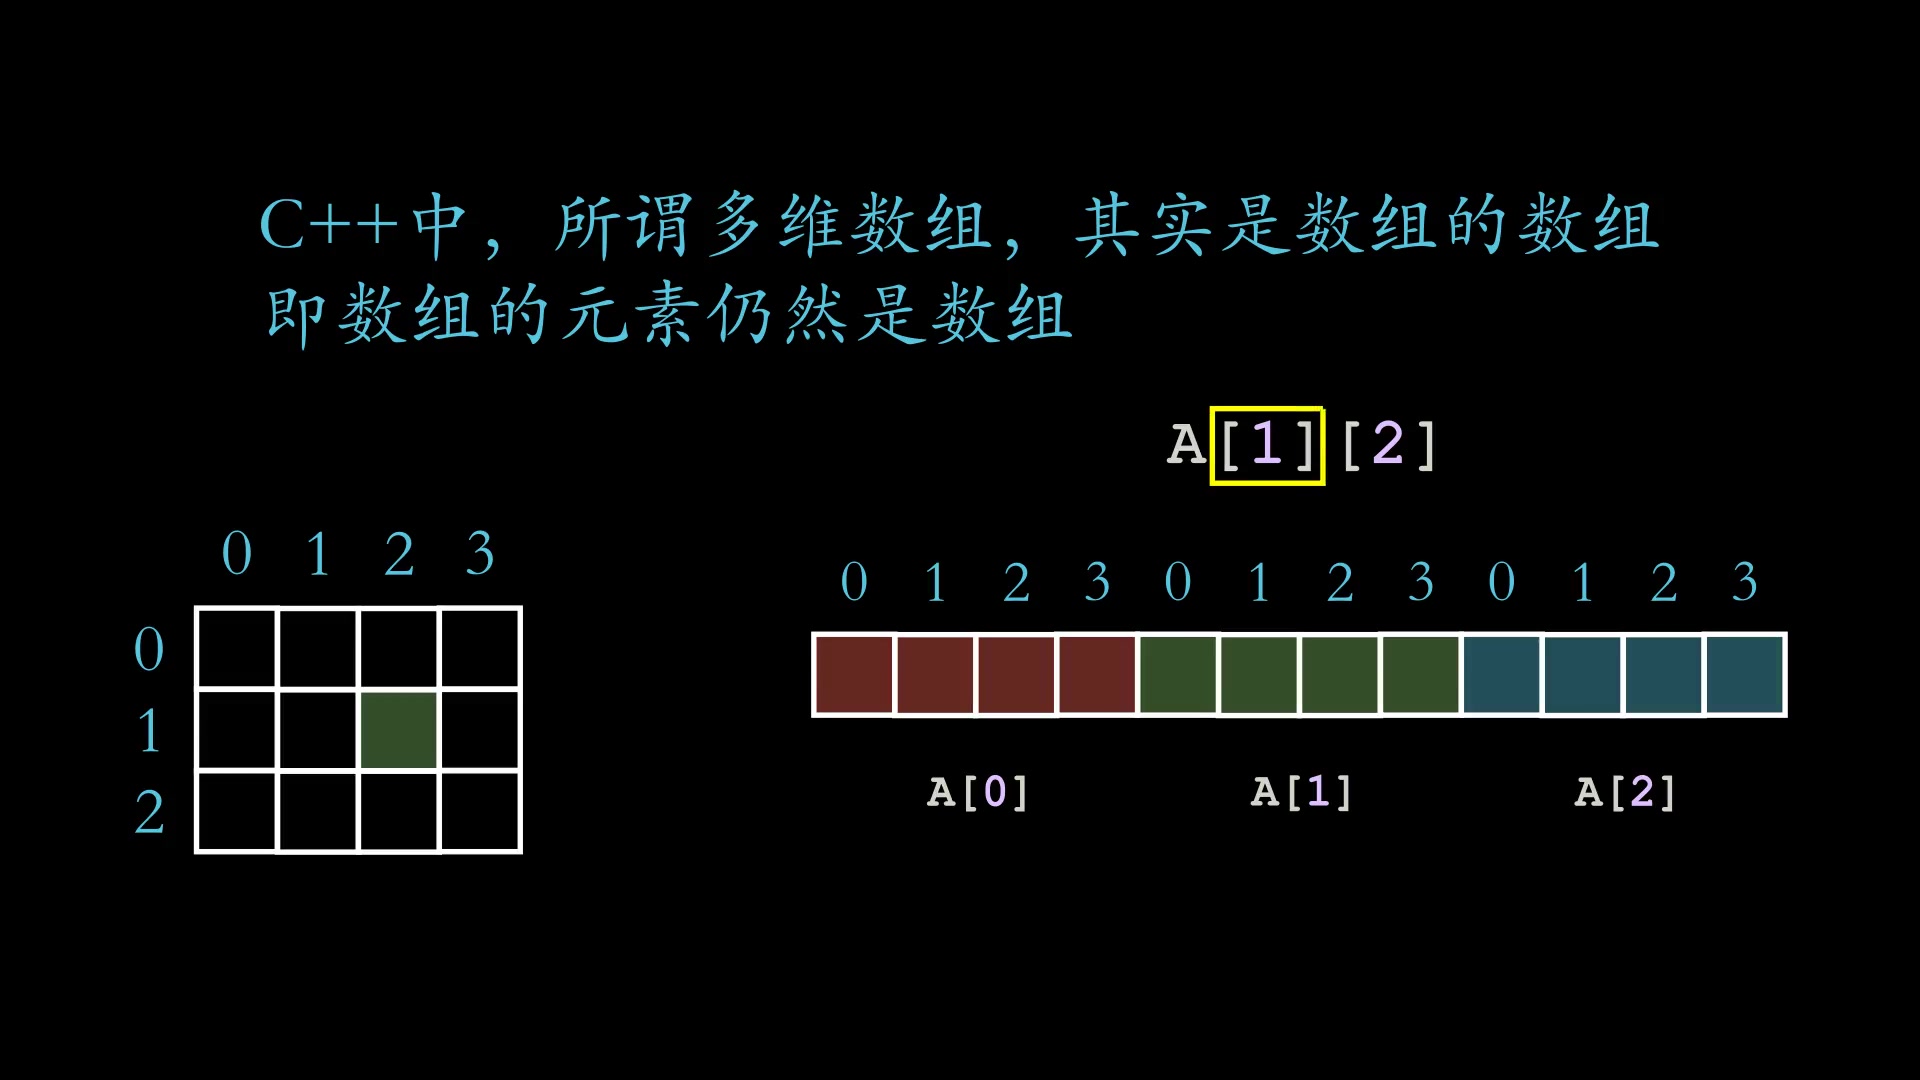 C++中，所谓多维数组，其实是数组的数组
即数组的元素仍然是数组
A[1][2]
0 1 2 3
0
1
2
0 1 2 3 0 1 2 3 0 1 2 3
A[0] A[1] A[2]